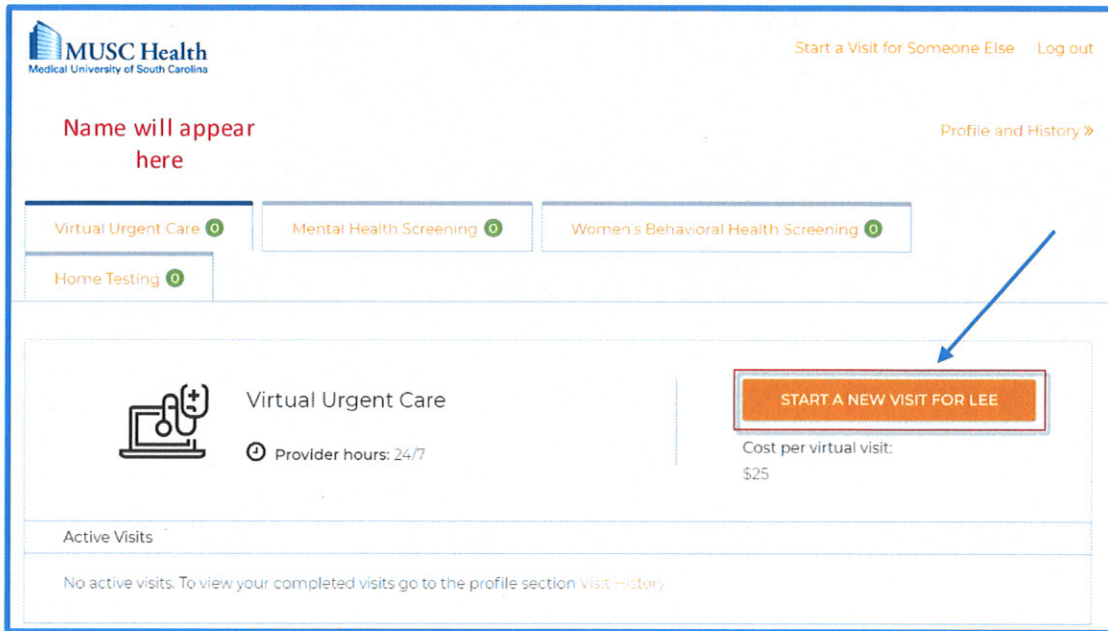 MUSC Health
Medical University of South Carolina
Start a Visit for Someone Else Log out
Name will appear
here
Profile and History »
Virtual Urgent Care 0 Mental Health Screening 0 Women's Behavioral Health Screening 0
Home Testing 0
Virtual Urgent Care
Provider hours: 24/7
START A NEW VISIT FOR LEE
Cost per virtual visit:
$25
Active Visits
No active visits. To view your completed visits go to the profile section Visit History